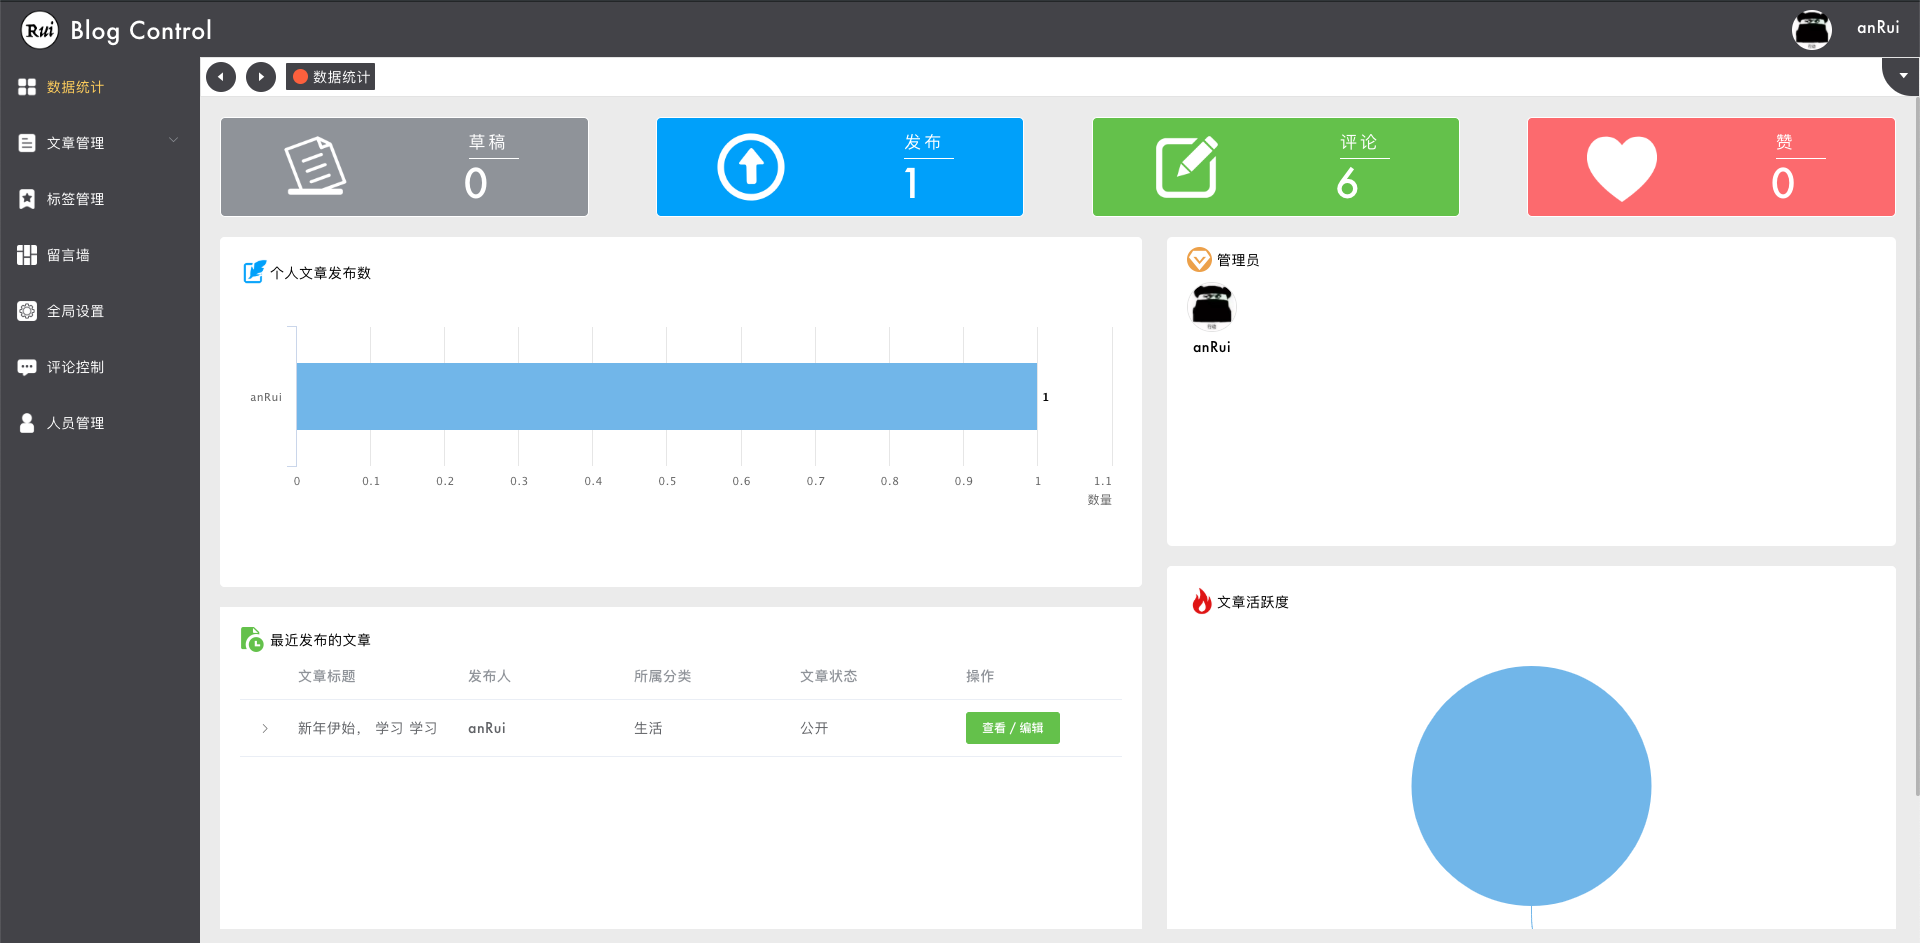 Rui Blog Control
anRui
数据统计
文章管理
标签管理
留言墙
全局设置
评论控制
人员管理
数据统计
草稿
0
发布
1
评论
6
赞
0
个人文章发布数
anRui
1
0 0.1 0.2 0.3 0.4 0.5 0.6 0.7 0.8 0.9 1 1.1
数量
管理员
anRui
最近发布的文章
文章标题 发布人 所属分类 文章状态 操作
新年伊始， 学习 学习 anRui 生活 公开 查看 / 编辑
文章活跃度